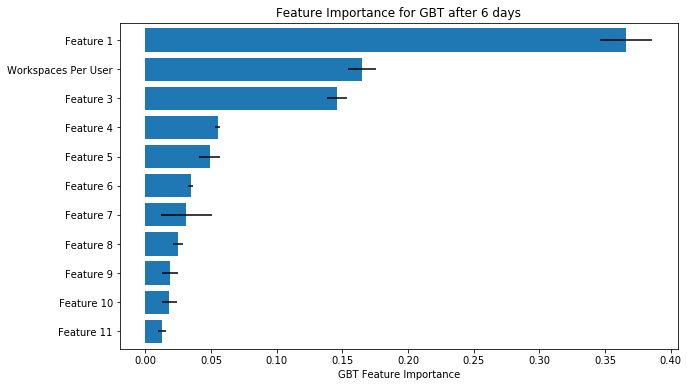 Feature Importance for GBT after 6 days
Feature 1
Workspaces Per User
Feature 3
Feature 4
Feature 5
Feature 6
Feature 7
Feature 8
Feature 9
Feature 10
Feature 11
0.00 0.05 0.10 0.15 0.20 0.25 0.30 0.35 0.40
GBT Feature Importance